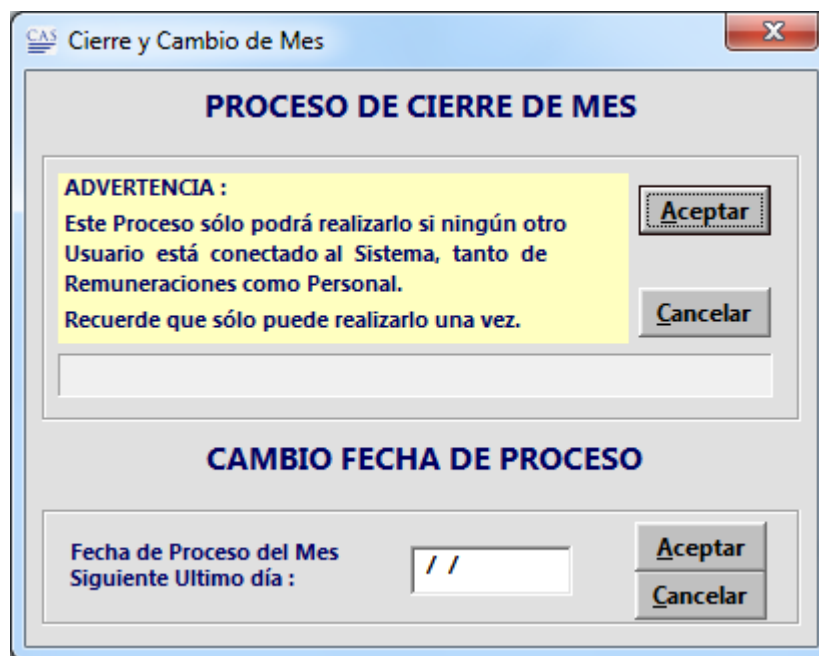 CAS Cierre y Cambio de Mes
X
PROCESO DE CIERRE DE MES
ADVERTENCIA :
Este Proceso sólo podrá realizarlo si ningún otro
Usuario está conectado al Sistema, tanto de
Remuneraciones como Personal.
Recuerde que sólo puede realizarlo una vez.
Aceptar
Cancelar
CAMBIO FECHA DE PROCESO
Fecha de Proceso del Mes
Siguiente Ultimo día :
/ /
Aceptar
Cancelar